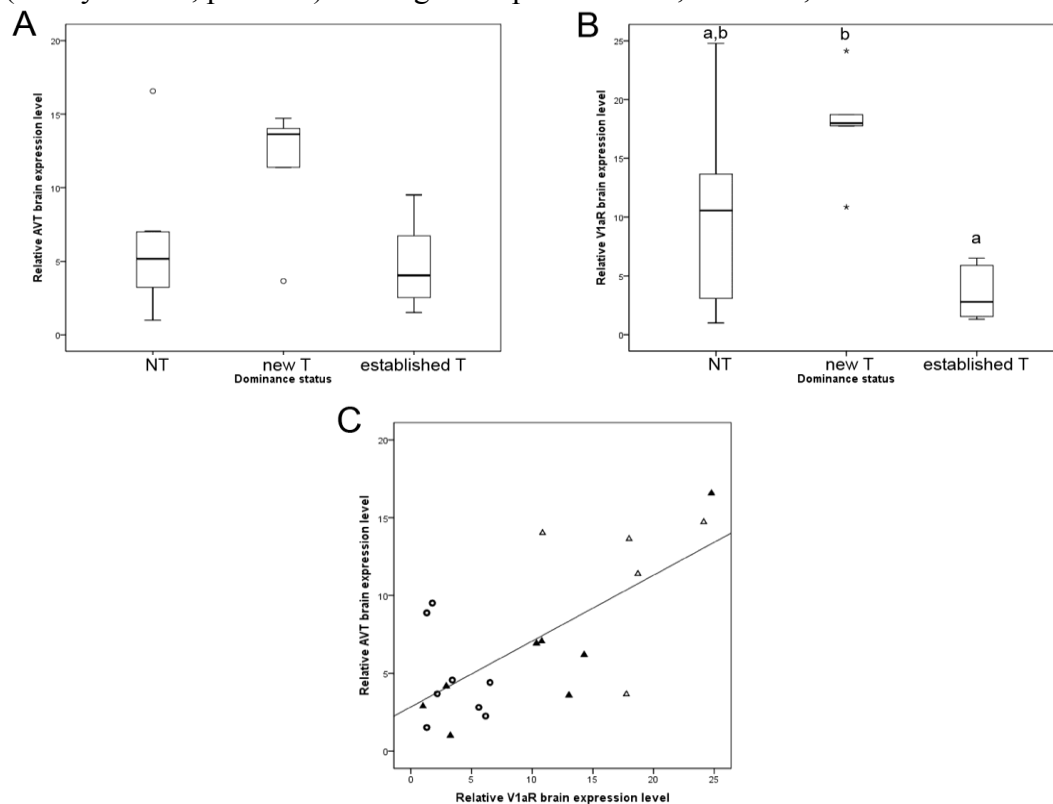 A
20
15
10
5
0
Relative AVT brain expression level
NT
new T
established T
Dominance status
B
a,b
b
a
25
20
15
10
5
0
Relative V1aR brain expression level
NT
new T
established T
Dominance status
C
20
15
10
5
0
Relative AVT brain expression level
0
5
10
15
20
25
Relative V1aR brain expression level